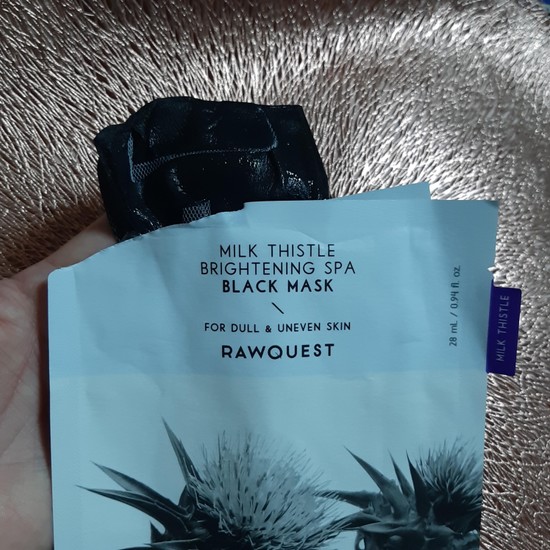 MILK THISTLE
BRIGHTENING SPA
BLACK MASK
FOR DULL & UNEVEN SKIN
RAWQUEST
28 mL / 0.94 fl. oz.
MILK THISTLE